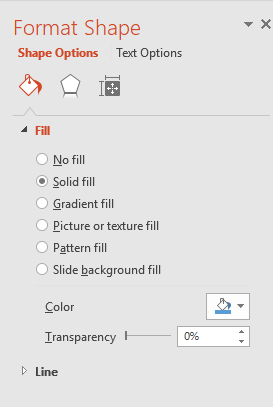 Format Shape
Shape Options Text Options
Fill
No fill
Solid fill
Gradient fill
Picture or texture fill
Pattern fill
Slide background fill
Color
Transparency 0%
Line